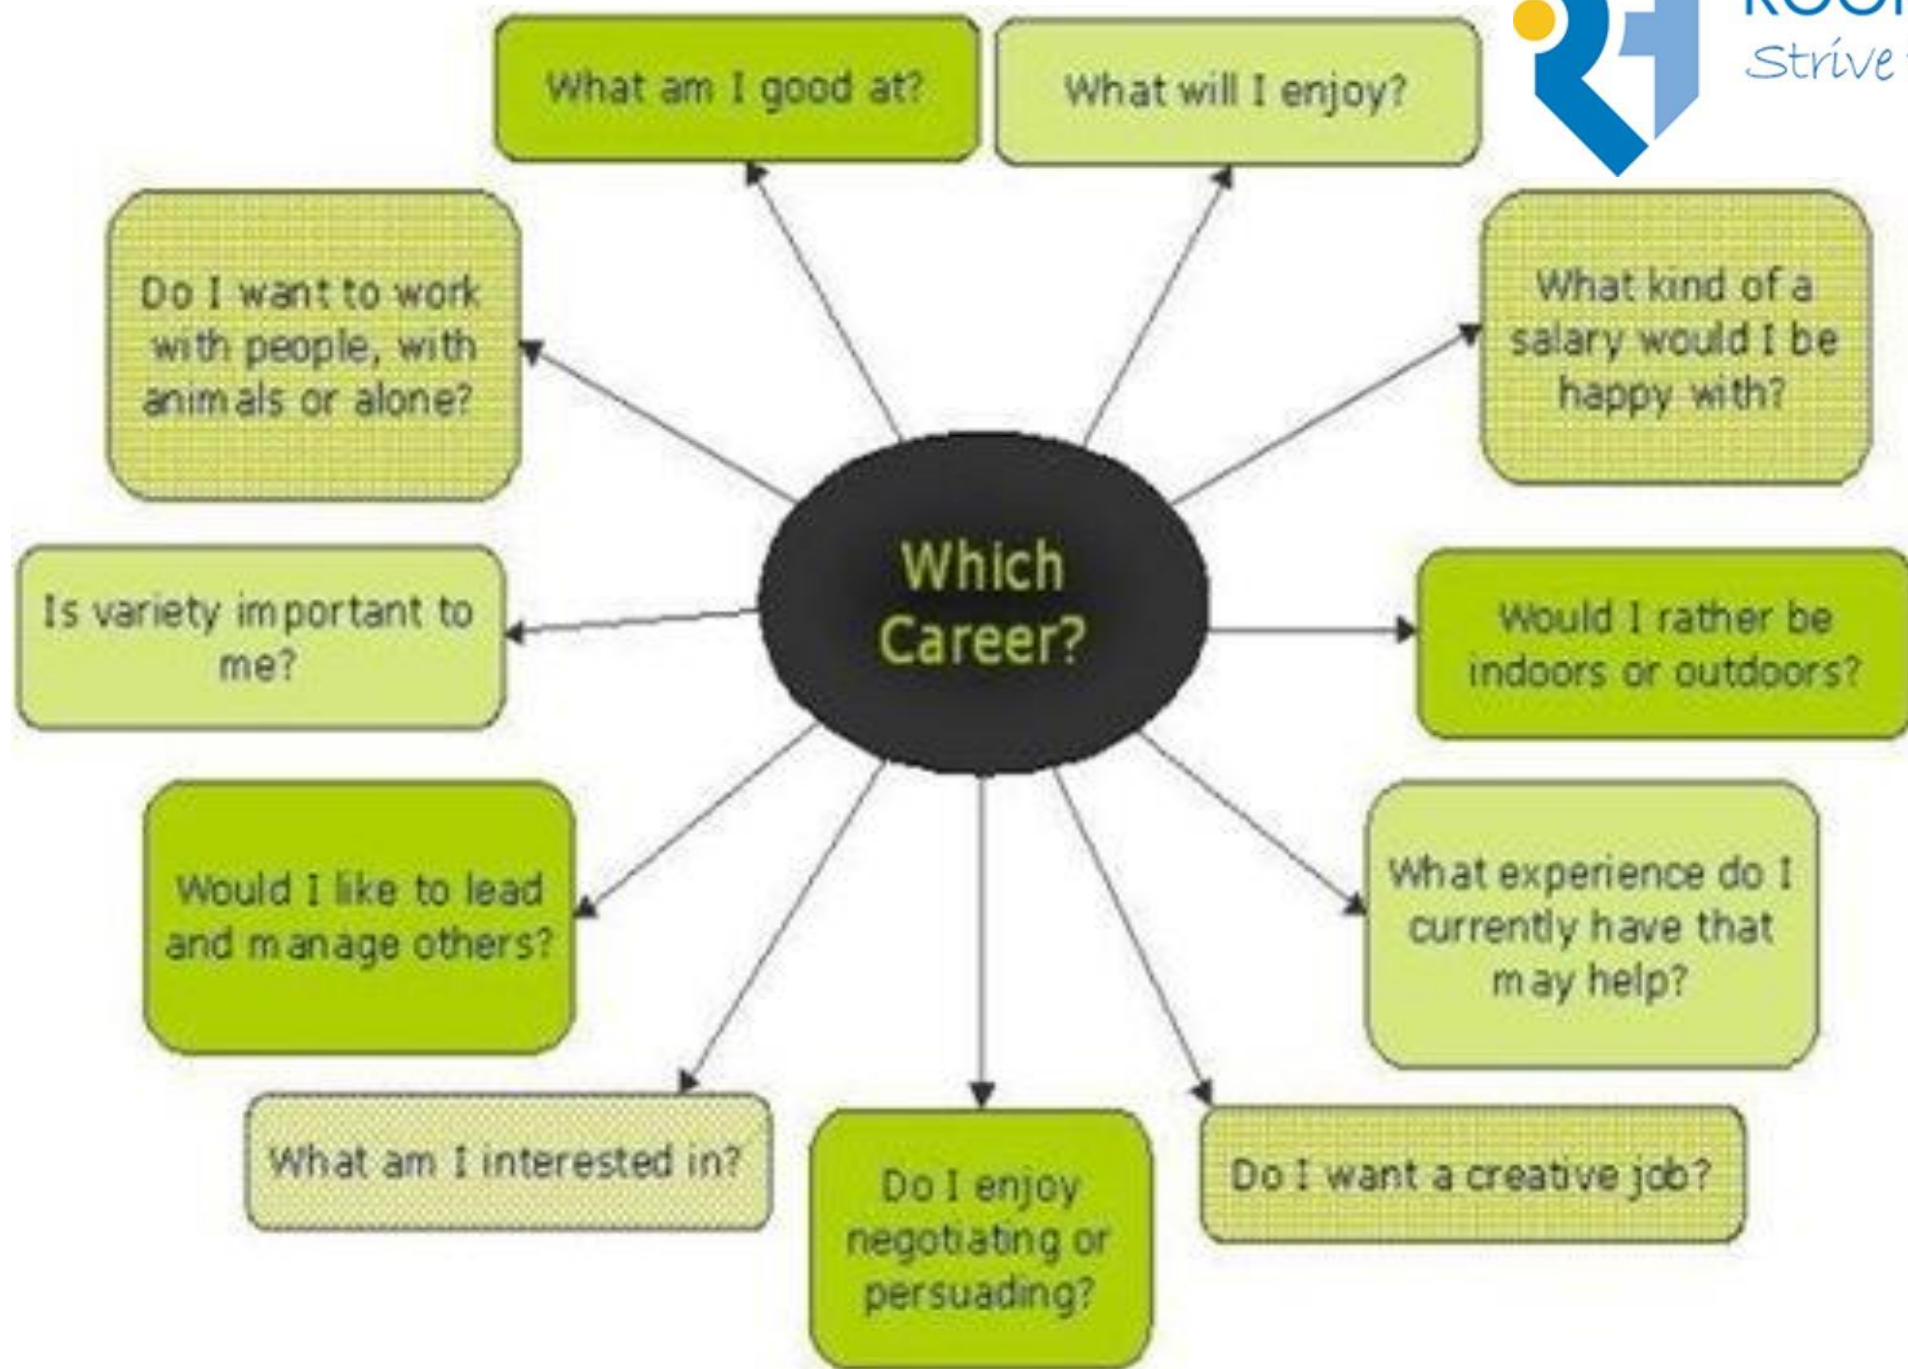 What am I good at?
What will I enjoy?
Strive
Do I want to work
with people, with
animals or alone?
What kind of a
salary would I be
happy with?
Which
Career?
Is variety important to
me?
Would I rather be
indoors or outdoors?
Would I like to lead
and manage others?
What experience do I
currently have that
may help?
What am I interested in?
Do I enjoy
negotiating or
persuading?
Do I want a creative job?